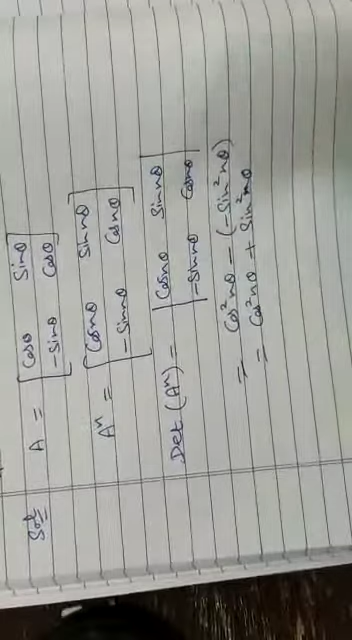 Sol
A = [ Cosθ Sinθ
-Sinθ Cosθ ]
Aⁿ = [ Cosnθ Sinnθ
-Sinnθ Cosnθ ]
Det (Aⁿ) = | Cosnθ Sinnθ
-Sinnθ Cosnθ |
= Cos²nθ - (-Sin²nθ)
= Cos²nθ + Sin²nθ